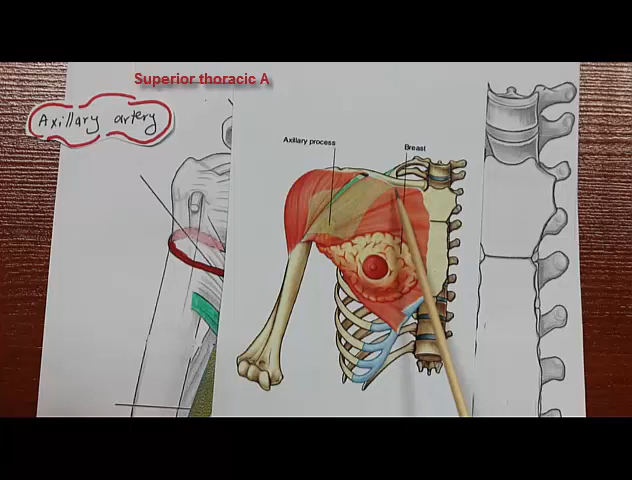 Superior thoracic A
Axillary artery
Axillary process
Breast